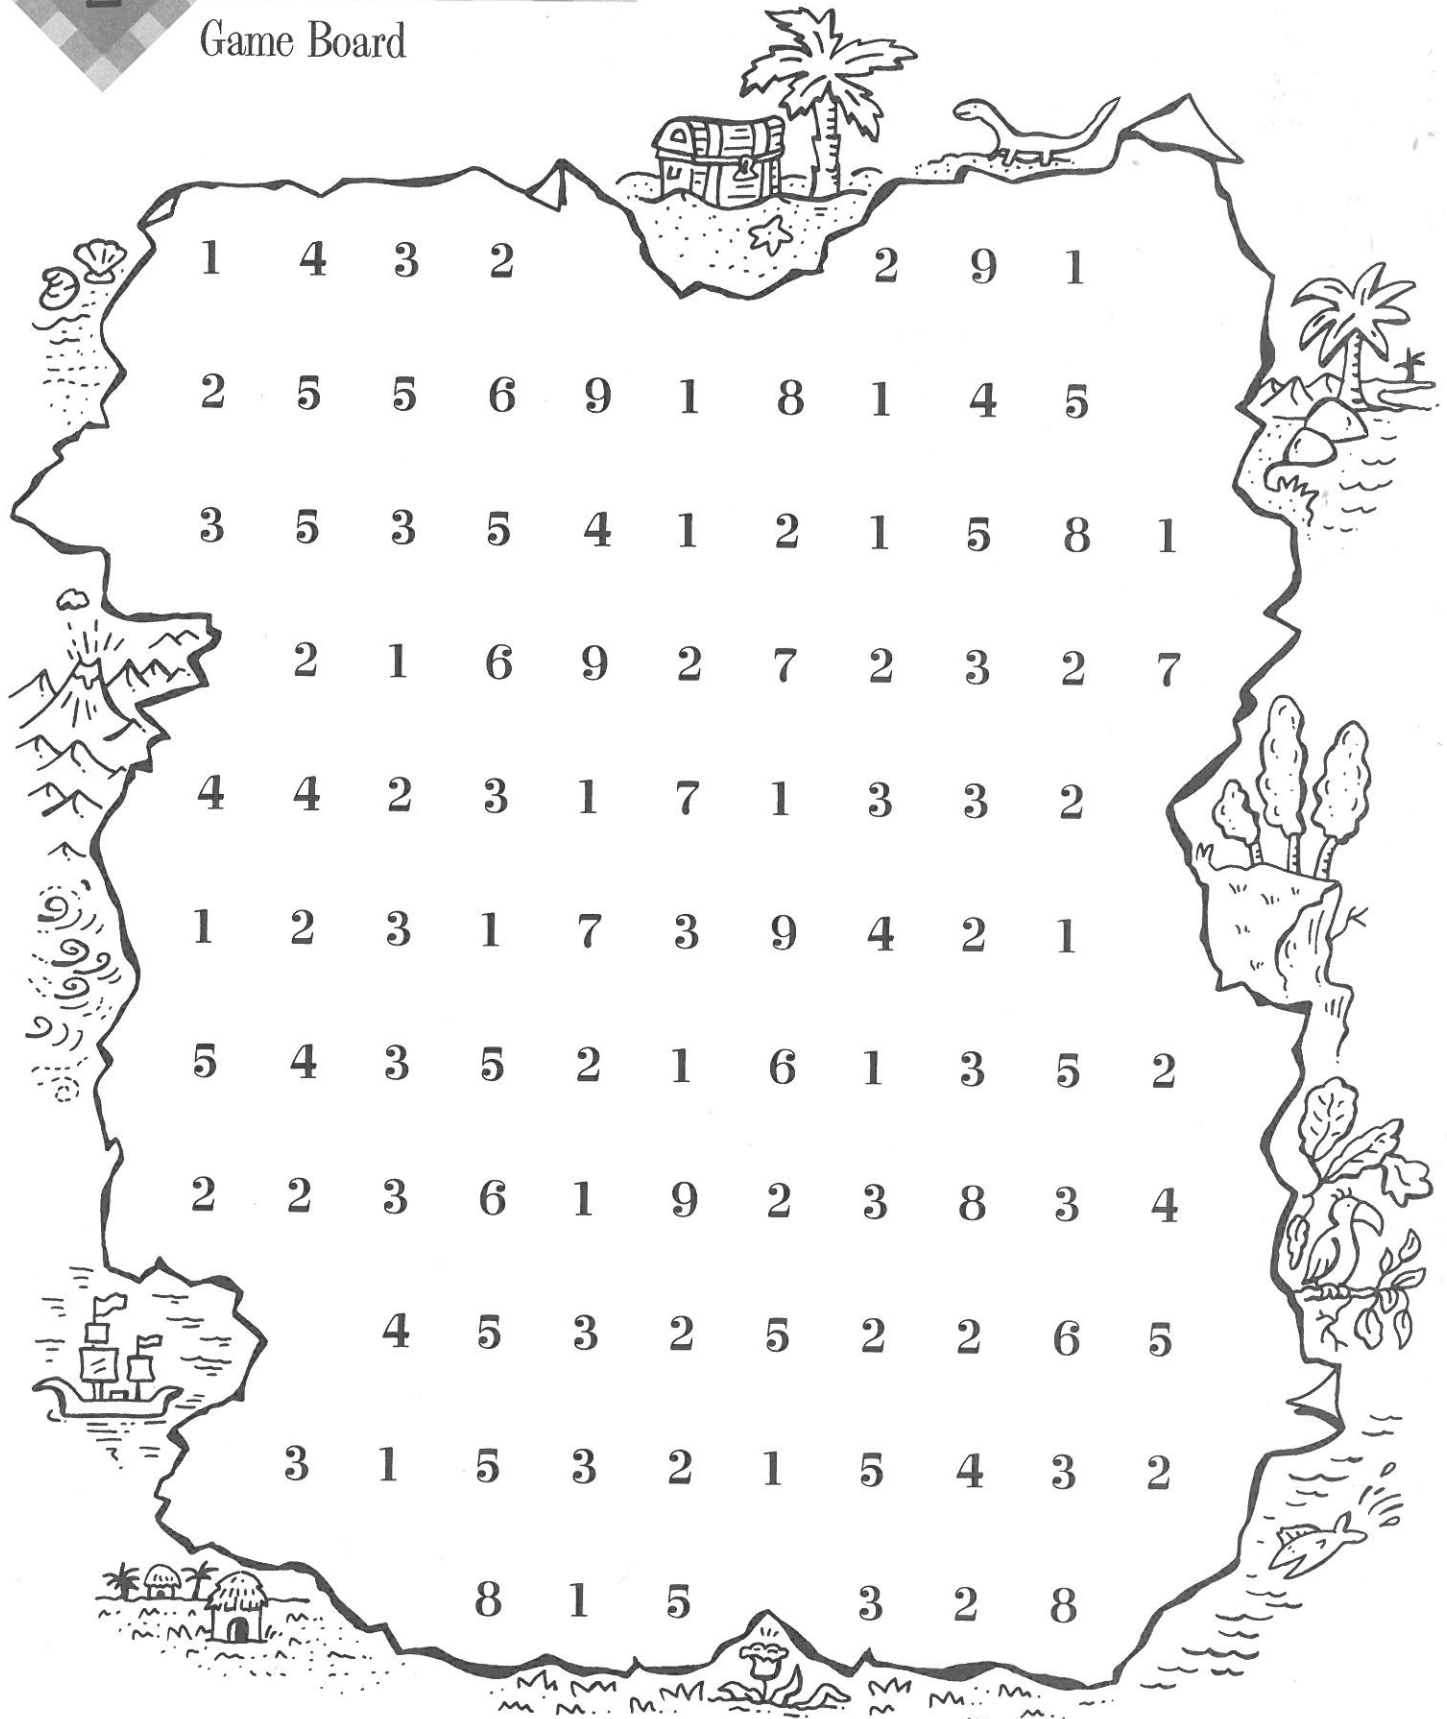 Game Board
1 4 3 2 2 9 1
2 5 5 6 9 1 8 1 4 5
3 5 3 5 4 1 2 1 5 8 1
2 1 6 9 2 7 2 3 2 7
4 4 2 3 1 7 1 3 3 2
1 2 3 1 7 3 9 4 2 1
5 4 3 5 2 1 6 1 3 5 2
2 2 3 6 1 9 2 3 8 3 4
4 5 3 2 5 2 2 6 5
3 1 5 3 2 1 5 4 3 2
8 1 5 3 2 8